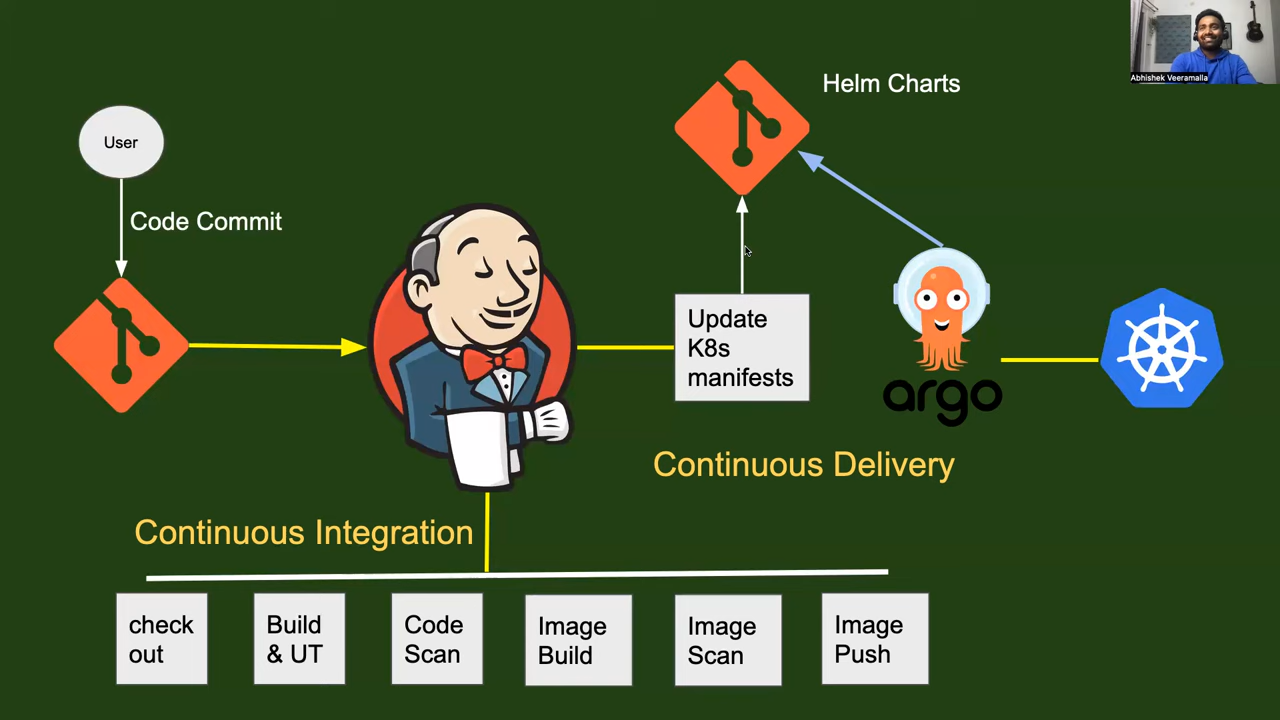 Abhishek Veeramalla
Helm Charts
User
Code Commit
Update
K8s
manifests
argo
Continuous Delivery
Continuous Integration
check
out
Build
& UT
Code
Scan
Image
Build
Image
Scan
Image
Push